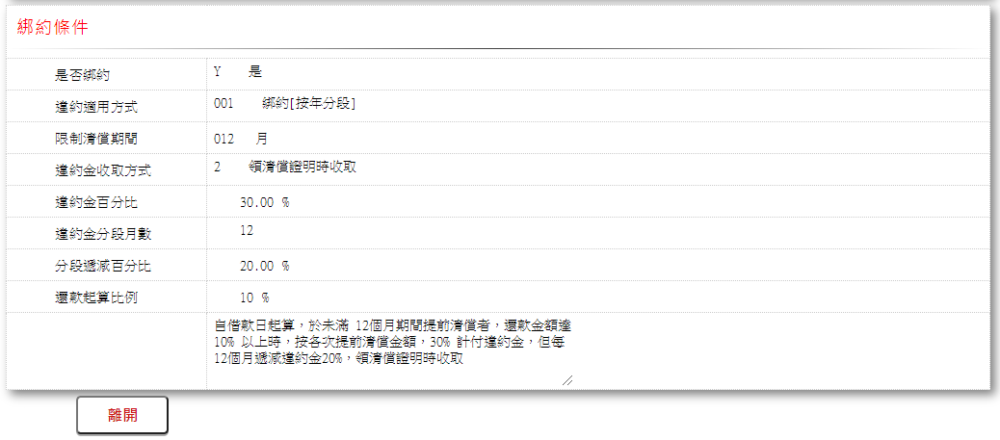 綁約條件
是否綁約 Y 是
違約適用方式 001 綁約[按年分段]
限制清償期間 012 月
違約金收取方式 2 領清償證明時收取
違約金百分比 30.00 %
違約金分段月數 12
分段遞減百分比 20.00 %
還款起算比例 10 %
自借款日起算，於未滿 12個月期間提前清償者，還款金額達
10% 以上時，按各次提前清償金額，30% 計付違約金，但每
12個月遞減違約金20%，領清償證明時收取
離開